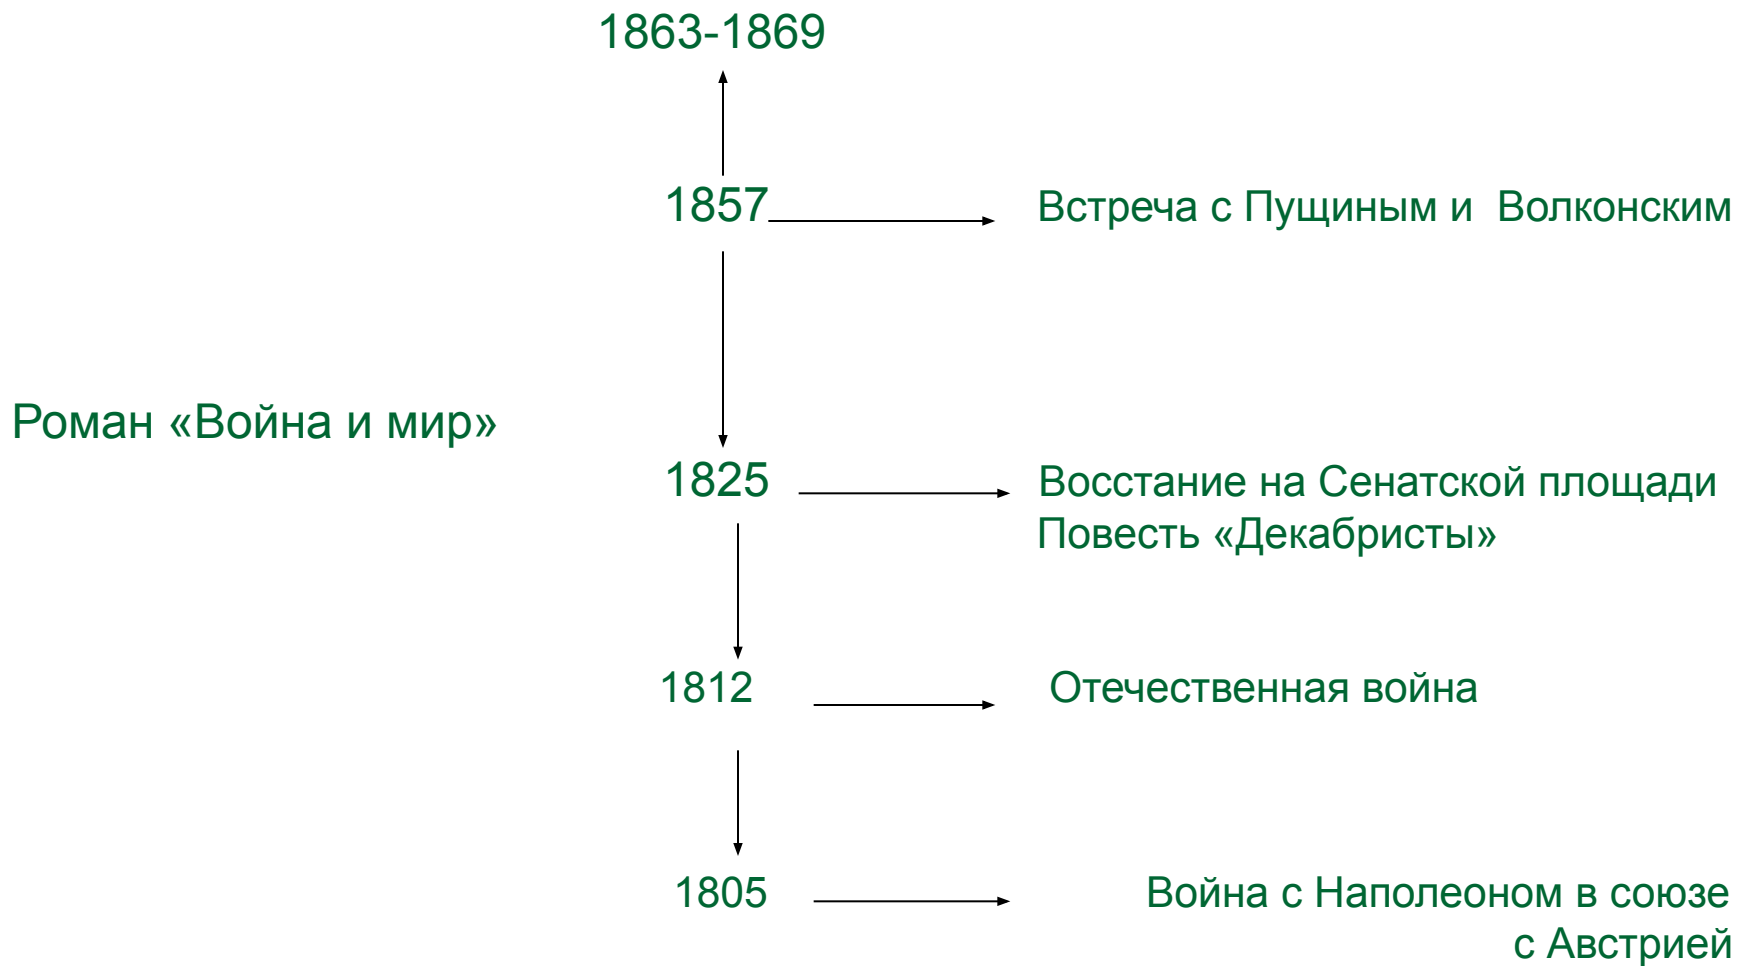 1863-1869
1857
Встреча с Пущиным и Волконским
Роман «Война и мир»
1825
Восстание на Сенатской площади
Повесть «Декабристы»
1812
Отечественная война
1805
Война с Наполеоном в союзе
с Австрией